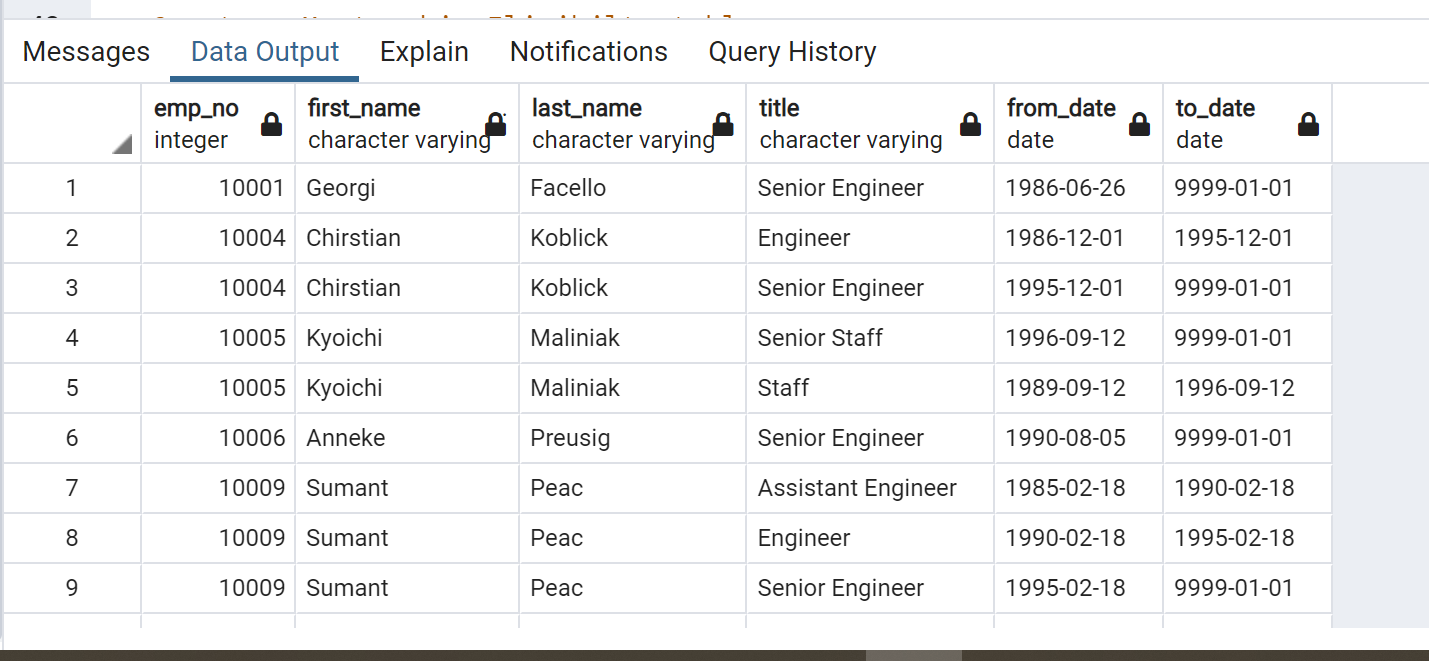 Messages Data Output Explain Notifications Query History
emp_no first_name last_name title from_date to_date
integer character varying character varying character varying date date
1 10001 Georgi Facello Senior Engineer 1986-06-26 9999-01-01
2 10004 Chirstian Koblick Engineer 1986-12-01 1995-12-01
3 10004 Chirstian Koblick Senior Engineer 1995-12-01 9999-01-01
4 10005 Kyoichi Maliniak Senior Staff 1996-09-12 9999-01-01
5 10005 Kyoichi Maliniak Staff 1989-09-12 1996-09-12
6 10006 Anneke Preusig Senior Engineer 1990-08-05 9999-01-01
7 10009 Sumant Peac Assistant Engineer 1985-02-18 1990-02-18
8 10009 Sumant Peac Engineer 1990-02-18 1995-02-18
9 10009 Sumant Peac Senior Engineer 1995-02-18 9999-01-01